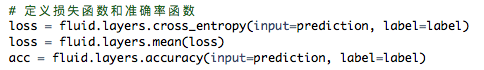 # 定义损失函数和准确率函数
loss = fluid.layers.cross_entropy(input=prediction, label=label)
loss = fluid.layers.mean(loss)
acc = fluid.layers.accuracy(input=prediction, label=label)